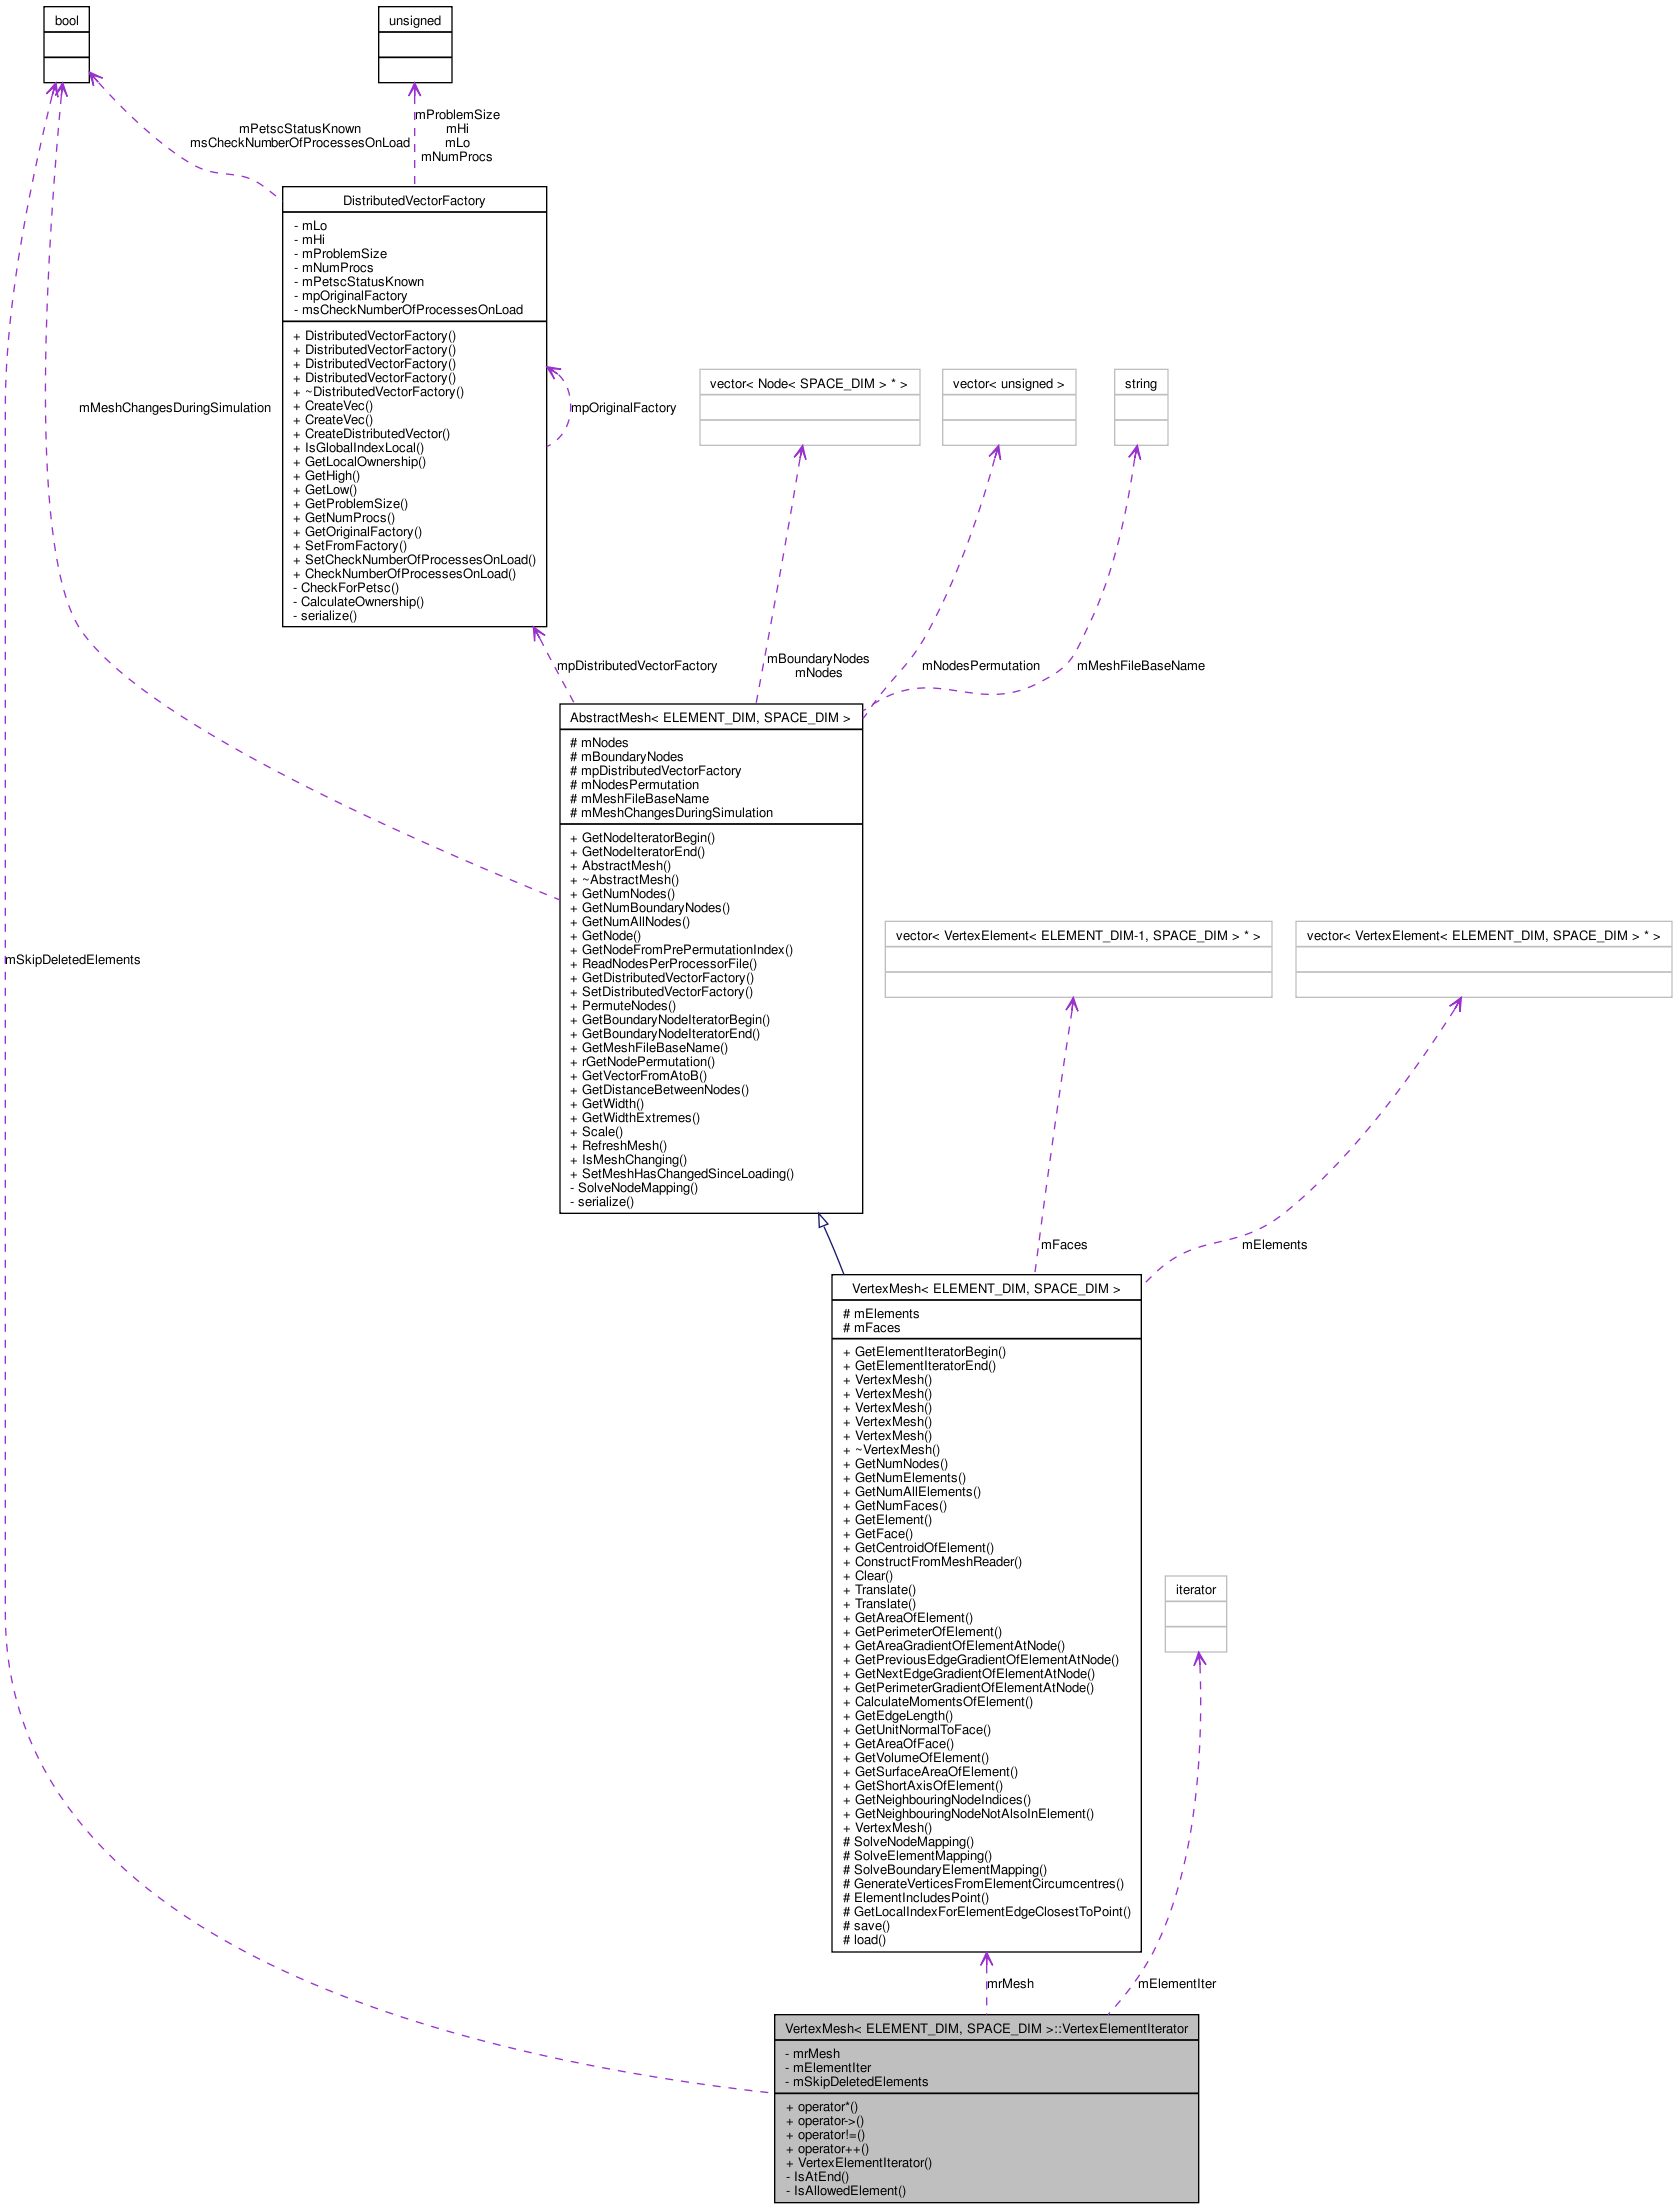 bool
unsigned
mProblemSize
mHi
mLo
mNumProcs
mPetscStatusKnown
msCheckNumberOfProcessesOnLoad
DistributedVectorFactory
- mLo
- mHi
- mProblemSize
- mNumProcs
- mPetscStatusKnown
- mpOriginalFactory
- msCheckNumberOfProcessesOnLoad
+ DistributedVectorFactory()
+ DistributedVectorFactory()
+ DistributedVectorFactory()
+ DistributedVectorFactory()
+ ~DistributedVectorFactory()
+ CreateVec()
+ CreateVec()
+ CreateDistributedVector()
+ IsGlobalIndexLocal()
+ GetLocalOwnership()
+ GetHigh()
+ GetLow()
+ GetProblemSize()
+ GetNumProcs()
+ GetOriginalFactory()
+ SetFromFactory()
+ SetCheckNumberOfProcessesOnLoad()
+ CheckNumberOfProcessesOnLoad()
- CheckForPetsc()
- CalculateOwnership()
- serialize()
mpOriginalFactory
mMeshChangesDuringSimulation
vector< Node< SPACE_DIM > * >
vector< unsigned >
string
mpDistributedVectorFactory
mBoundaryNodes
mNodes
mNodesPermutation
mMeshFileBaseName
AbstractMesh< ELEMENT_DIM, SPACE_DIM >
# mNodes
# mBoundaryNodes
# mpDistributedVectorFactory
# mNodesPermutation
# mMeshFileBaseName
# mMeshChangesDuringSimulation
+ GetNodeIteratorBegin()
+ GetNodeIteratorEnd()
+ AbstractMesh()
+ ~AbstractMesh()
+ GetNumNodes()
+ GetNumBoundaryNodes()
+ GetNumAllNodes()
+ GetNode()
+ GetNodeFromPrePermutationIndex()
+ ReadNodesPerProcessorFile()
+ GetDistributedVectorFactory()
+ SetDistributedVectorFactory()
+ PermuteNodes()
+ GetBoundaryNodeIteratorBegin()
+ GetBoundaryNodeIteratorEnd()
+ GetMeshFileBaseName()
+ rGetNodePermutation()
+ GetVectorFromAtoB()
+ GetDistanceBetweenNodes()
+ GetWidth()
+ GetWidthExtremes()
+ Scale()
+ RefreshMesh()
+ IsMeshChanging()
+ SetMeshHasChangedSinceLoading()
- SolveNodeMapping()
- serialize()
mSkipDeletedElements
vector< VertexElement< ELEMENT_DIM-1, SPACE_DIM > * >
vector< VertexElement< ELEMENT_DIM, SPACE_DIM > * >
mFaces
mElements
VertexMesh< ELEMENT_DIM, SPACE_DIM >
# mElements
# mFaces
+ GetElementIteratorBegin()
+ GetElementIteratorEnd()
+ VertexMesh()
+ VertexMesh()
+ VertexMesh()
+ VertexMesh()
+ VertexMesh()
+ ~VertexMesh()
+ GetNumNodes()
+ GetNumElements()
+ GetNumAllElements()
+ GetNumFaces()
+ GetElement()
+ GetFace()
+ GetCentroidOfElement()
+ ConstructFromMeshReader()
+ Clear()
+ Translate()
+ Translate()
+ GetAreaOfElement()
+ GetPerimeterOfElement()
+ GetAreaGradientOfElementAtNode()
+ GetPreviousEdgeGradientOfElementAtNode()
+ GetNextEdgeGradientOfElementAtNode()
+ GetPerimeterGradientOfElementAtNode()
+ CalculateMomentsOfElement()
+ GetEdgeLength()
+ GetUnitNormalToFace()
+ GetAreaOfFace()
+ GetVolumeOfElement()
+ GetSurfaceAreaOfElement()
+ GetShortAxisOfElement()
+ GetNeighbouringNodeIndices()
+ GetNeighbouringNodeNotAlsoInElement()
+ VertexMesh()
# SolveNodeMapping()
# SolveElementMapping()
# SolveBoundaryElementMapping()
# GenerateVerticesFromElementCircumcentres()
# ElementIncludesPoint()
# GetLocalIndexForElementEdgeClosestToPoint()
# save()
# load()
iterator
mrMesh
mElementIter
VertexMesh< ELEMENT_DIM, SPACE_DIM >::VertexElementIterator
- mrMesh
- mElementIter
- mSkipDeletedElements
+ operator*()
+ operator->()
+ operator!=()
+ operator++()
+ VertexElementIterator()
- IsAtEnd()
- IsAllowedElement()